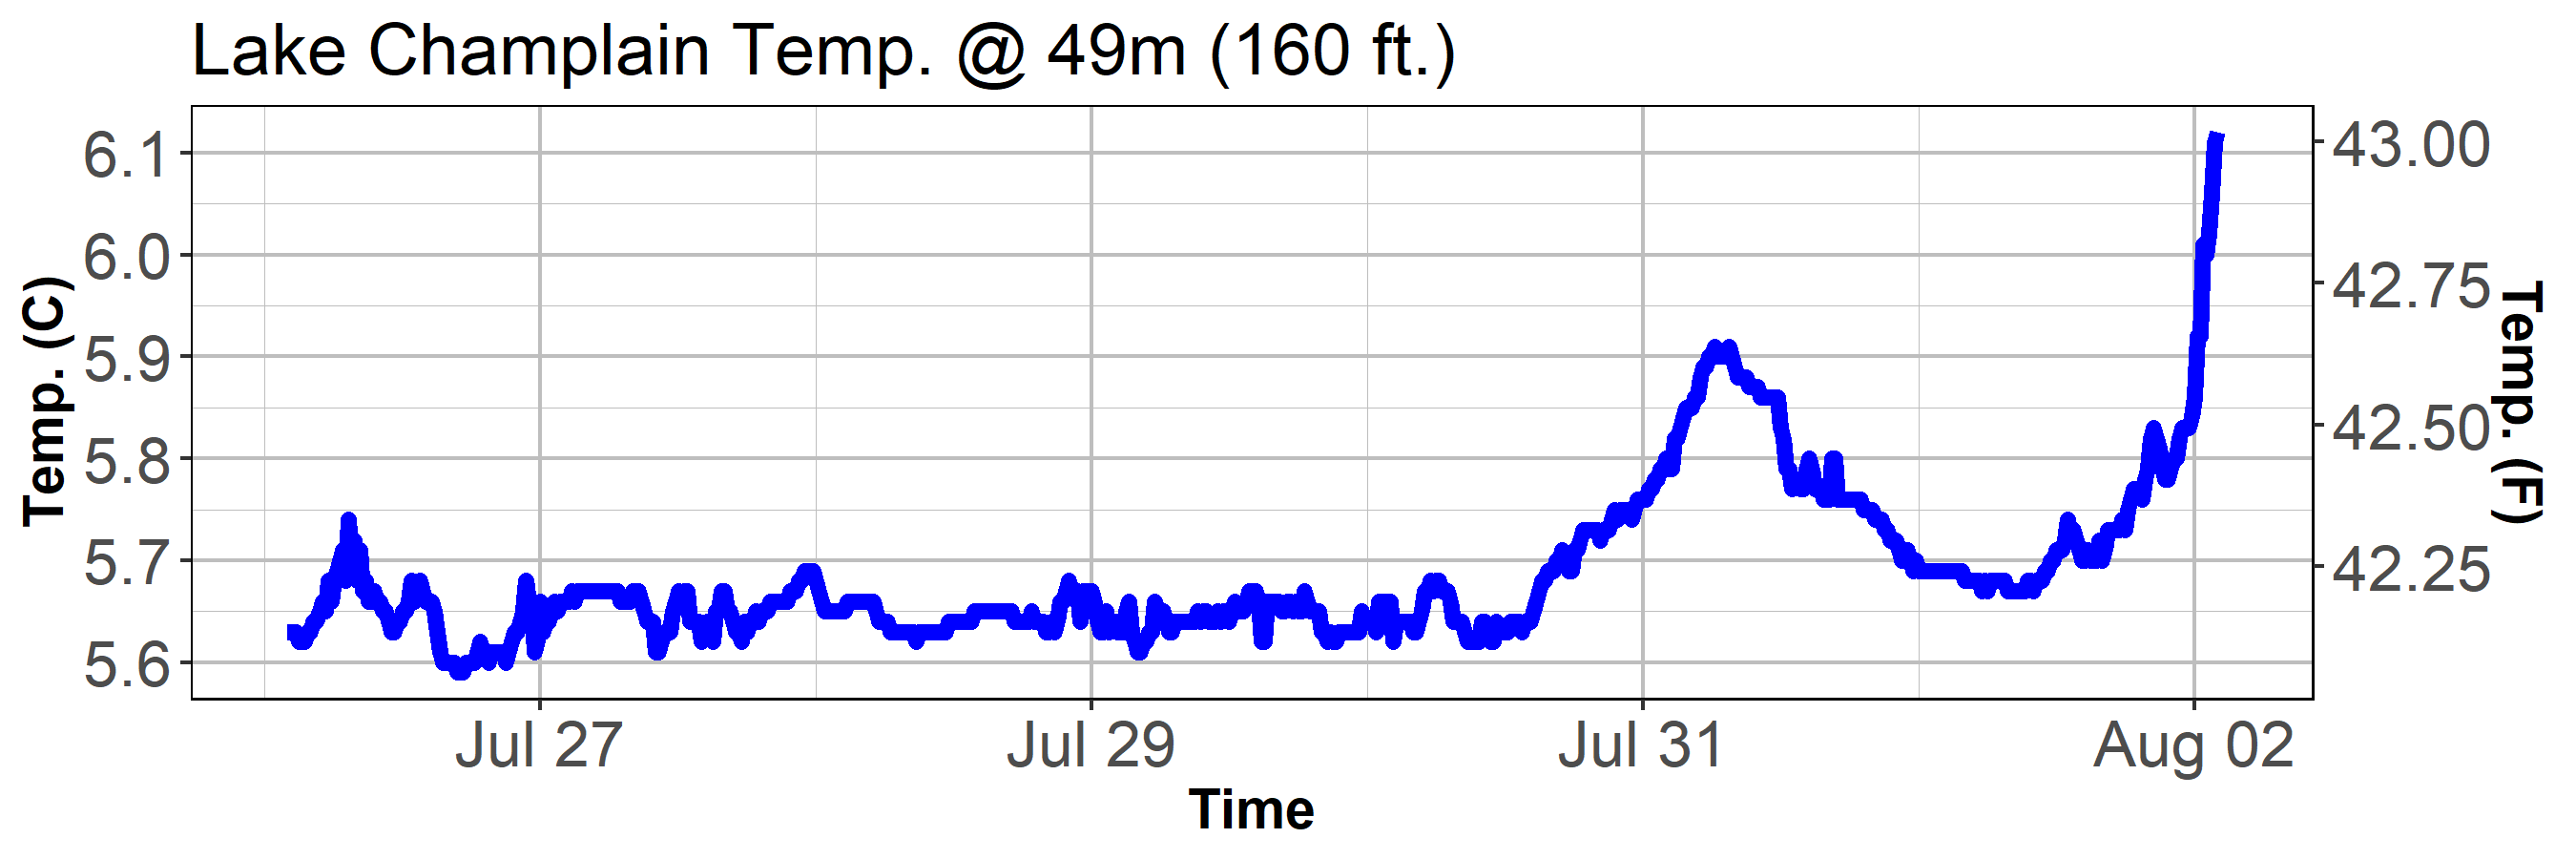 Lake Champlain Temp. @ 49m (160 ft.)
Temp. (C)
6.1
6.0
5.9
5.8
5.7
5.6
43.00
42.75
42.50
42.25
Temp. (F)
Jul 27 Jul 29 Jul 31 Aug 02
Time